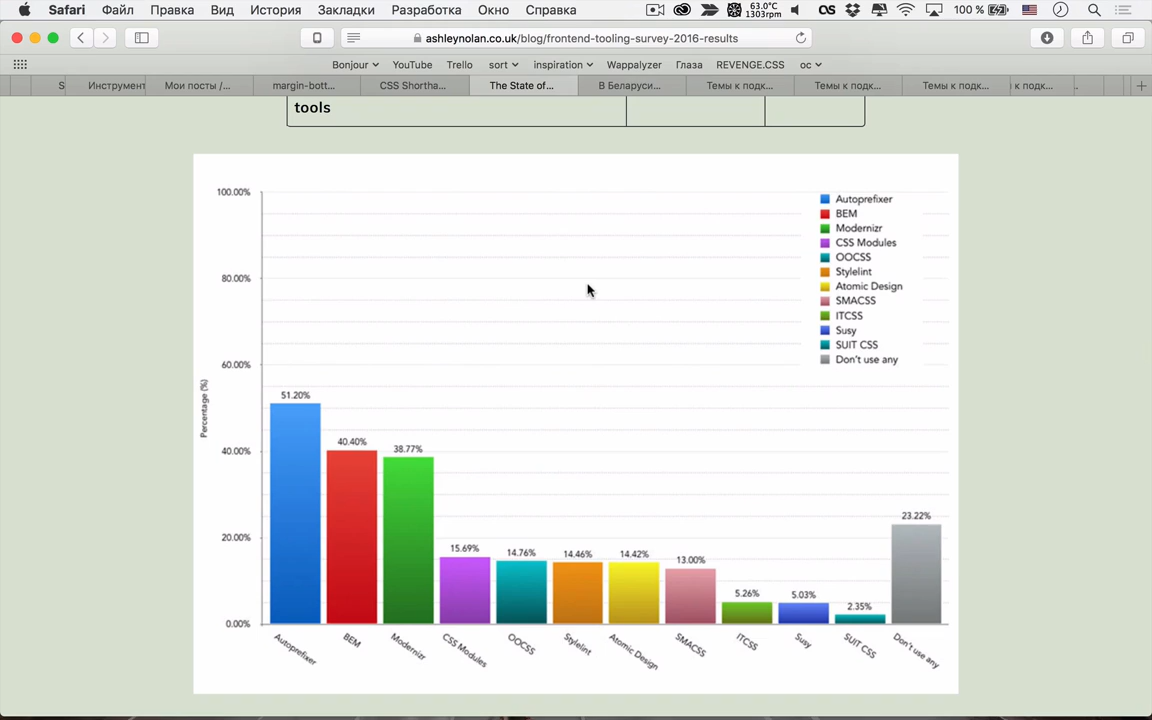 Safari Файл Правка Вид История Закладки Разработка Окно Справка 63.0°C 1303rpm 100 %
ashleynolan.co.uk/blog/frontend-tooling-survey-2016-results
Bonjour YouTube Trello sort inspiration Wappalyzer Глаза REVENGE.CSS ос
S Инструмент Мои посты /... margin-bott... CSS Shortha... The State of... В Беларуси... Темы к подк... Темы к подк... Темы к подк... к подк...
tools
100.00%
80.00%
60.00%
40.00%
20.00%
0.00%
Percentage (%)
Autoprefixer
BEM
Modernizr
CSS Modules
OOCSS
Stylelint
Atomic Design
SMACSS
ITCSS
Susy
SUIT CSS
Don't use any
51.20%
40.40%
38.77%
15.69%
14.76%
14.46%
14.42%
13.00%
5.26%
5.03%
2.35%
23.22%
Autoprefixer
BEM
Modernizr
CSS Modules
OOCSS
Stylelint
Atomic Design
SMACSS
ITCSS
Susy
SUIT CSS
Don't use any